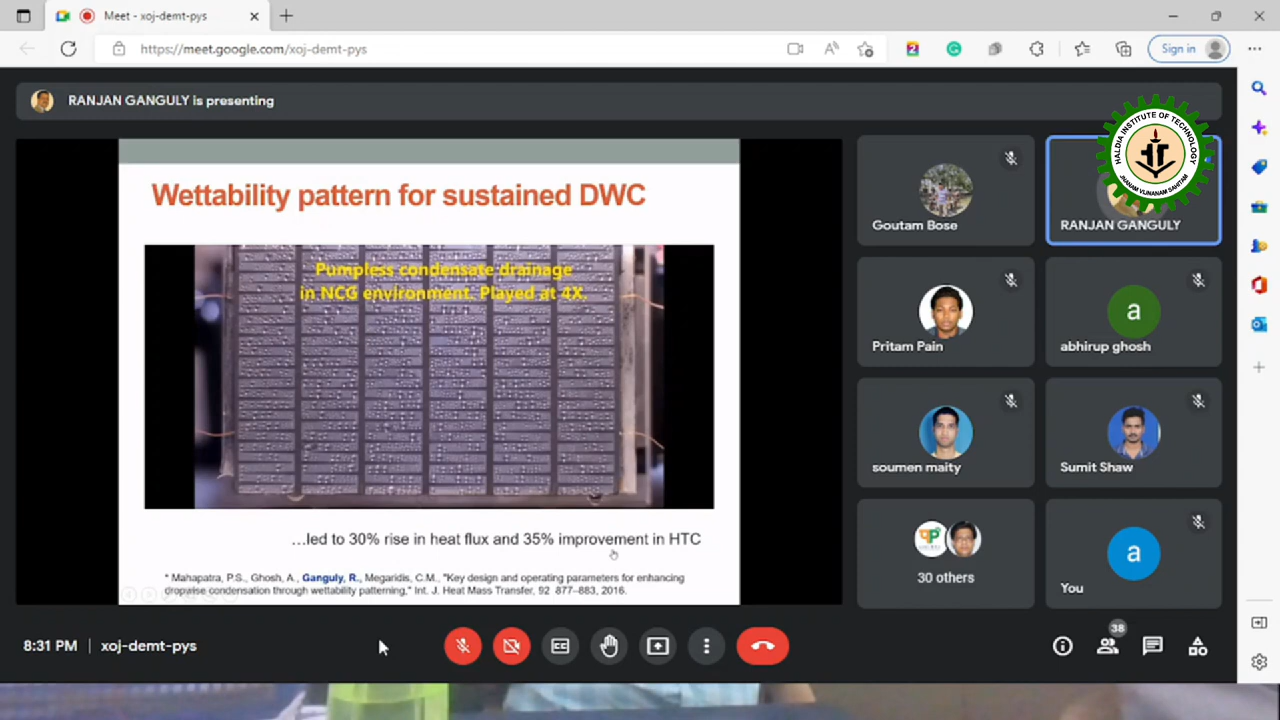 Meet - xoj-demt-pys
https://meet.google.com/xoj-demt-pys
Sign in
RANJAN GANGULY is presenting
HALDIA INSTITUTE OF TECHNOLOGY
Wettability pattern for sustained DWC
Pumpless condensate drainage
in NCG environment. Played at 4X.
...led to 30% rise in heat flux and 35% improvement in HTC
* Mahapatra, P.S., Ghosh, A., Ganguly, R., Megaridis, C.M., "Key design and operating parameters for enhancing
dropwise condensation through wettability patterning," Int. J. Heat Mass Transfer, 92 877–883, 2016.
Goutam Bose
RANJAN GANGULY
Pritam Pain
a
abhirup ghosh
soumen maity
Sumit Shaw
30 others
a
You
8:31 PM | xoj-demt-pys
38